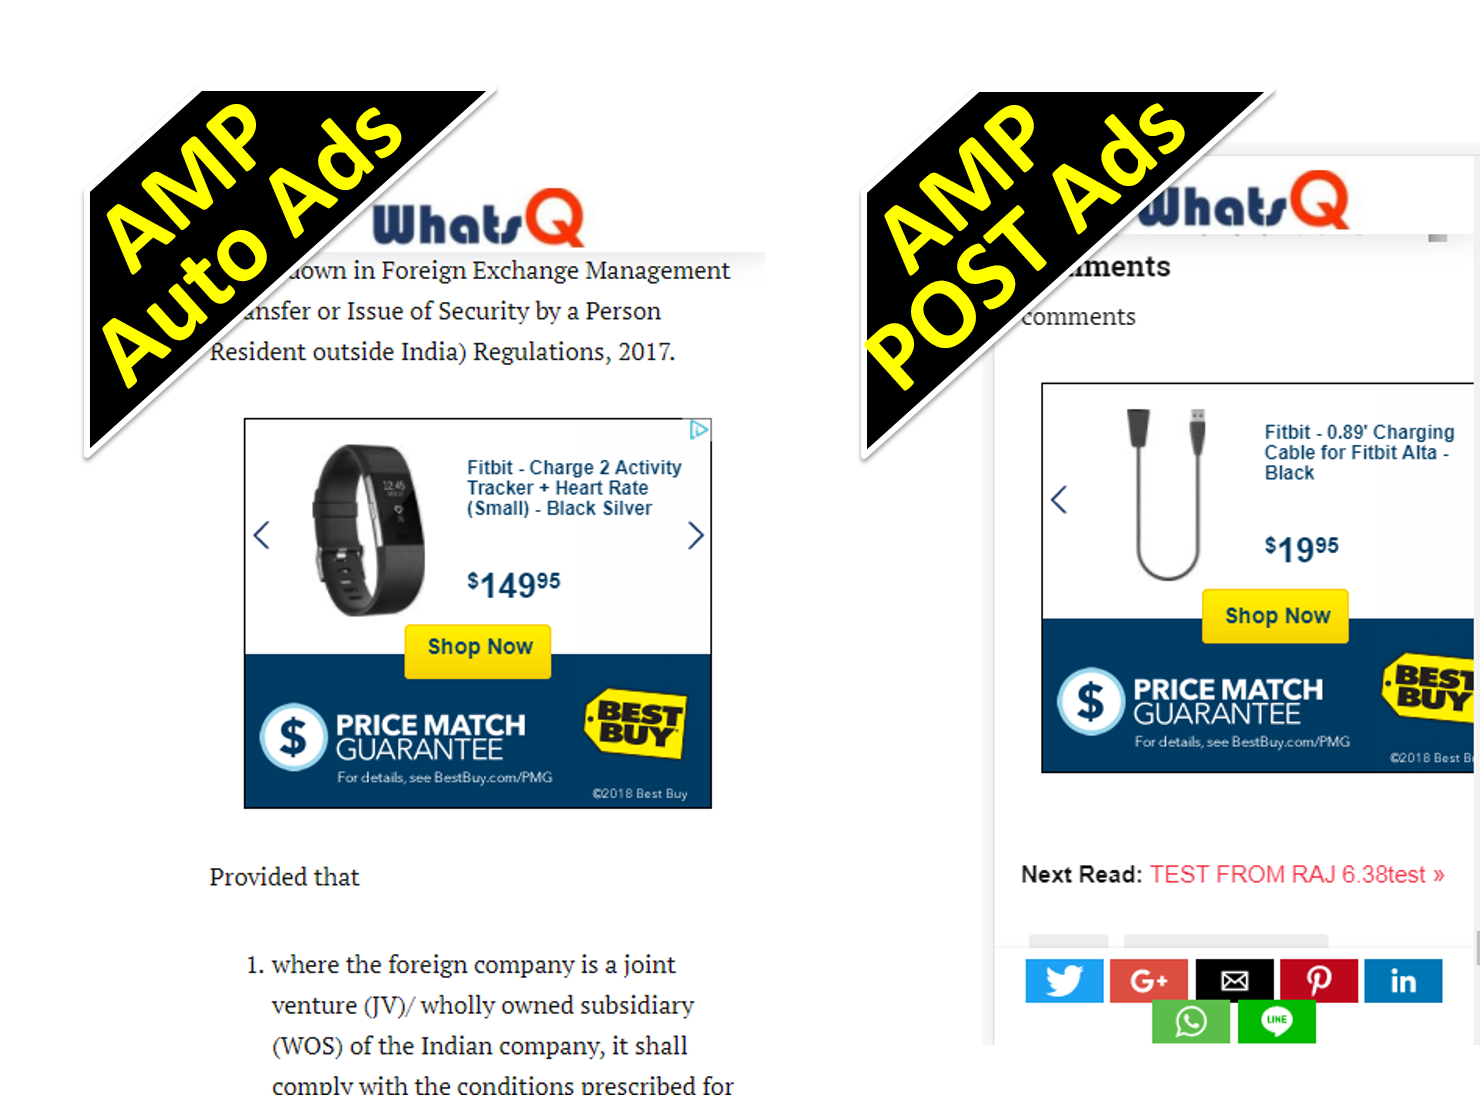 AMP
Auto Ads
WhatsQ
down in Foreign Exchange Management
ansfer or Issue of Security by a Person
Resident outside India) Regulations, 2017.
12:45
Fitbit - Charge 2 Activity
Tracker + Heart Rate
(Small) - Black Silver
$149.95
Shop Now
$ PRICE MATCH
GUARANTEE
For details, see BestBuy.com/PMG
BEST
BUY
©2018 Best Buy
Provided that
1. where the foreign company is a joint
venture (JV)/ wholly owned subsidiary
(WOS) of the Indian company, it shall
comply with the conditions prescribed for
AMP
POST Ads
WhatsQ
mments
comments
Fitbit - 0.89' Charging
Cable for Fitbit Alta -
Black
$19.95
Shop Now
$ PRICE MATCH
GUARANTEE
For details, see BestBuy.com/PMG
BEST
BUY
©2018 Best B
Next Read: TEST FROM RAJ 6.38test »
G+
in
LINE